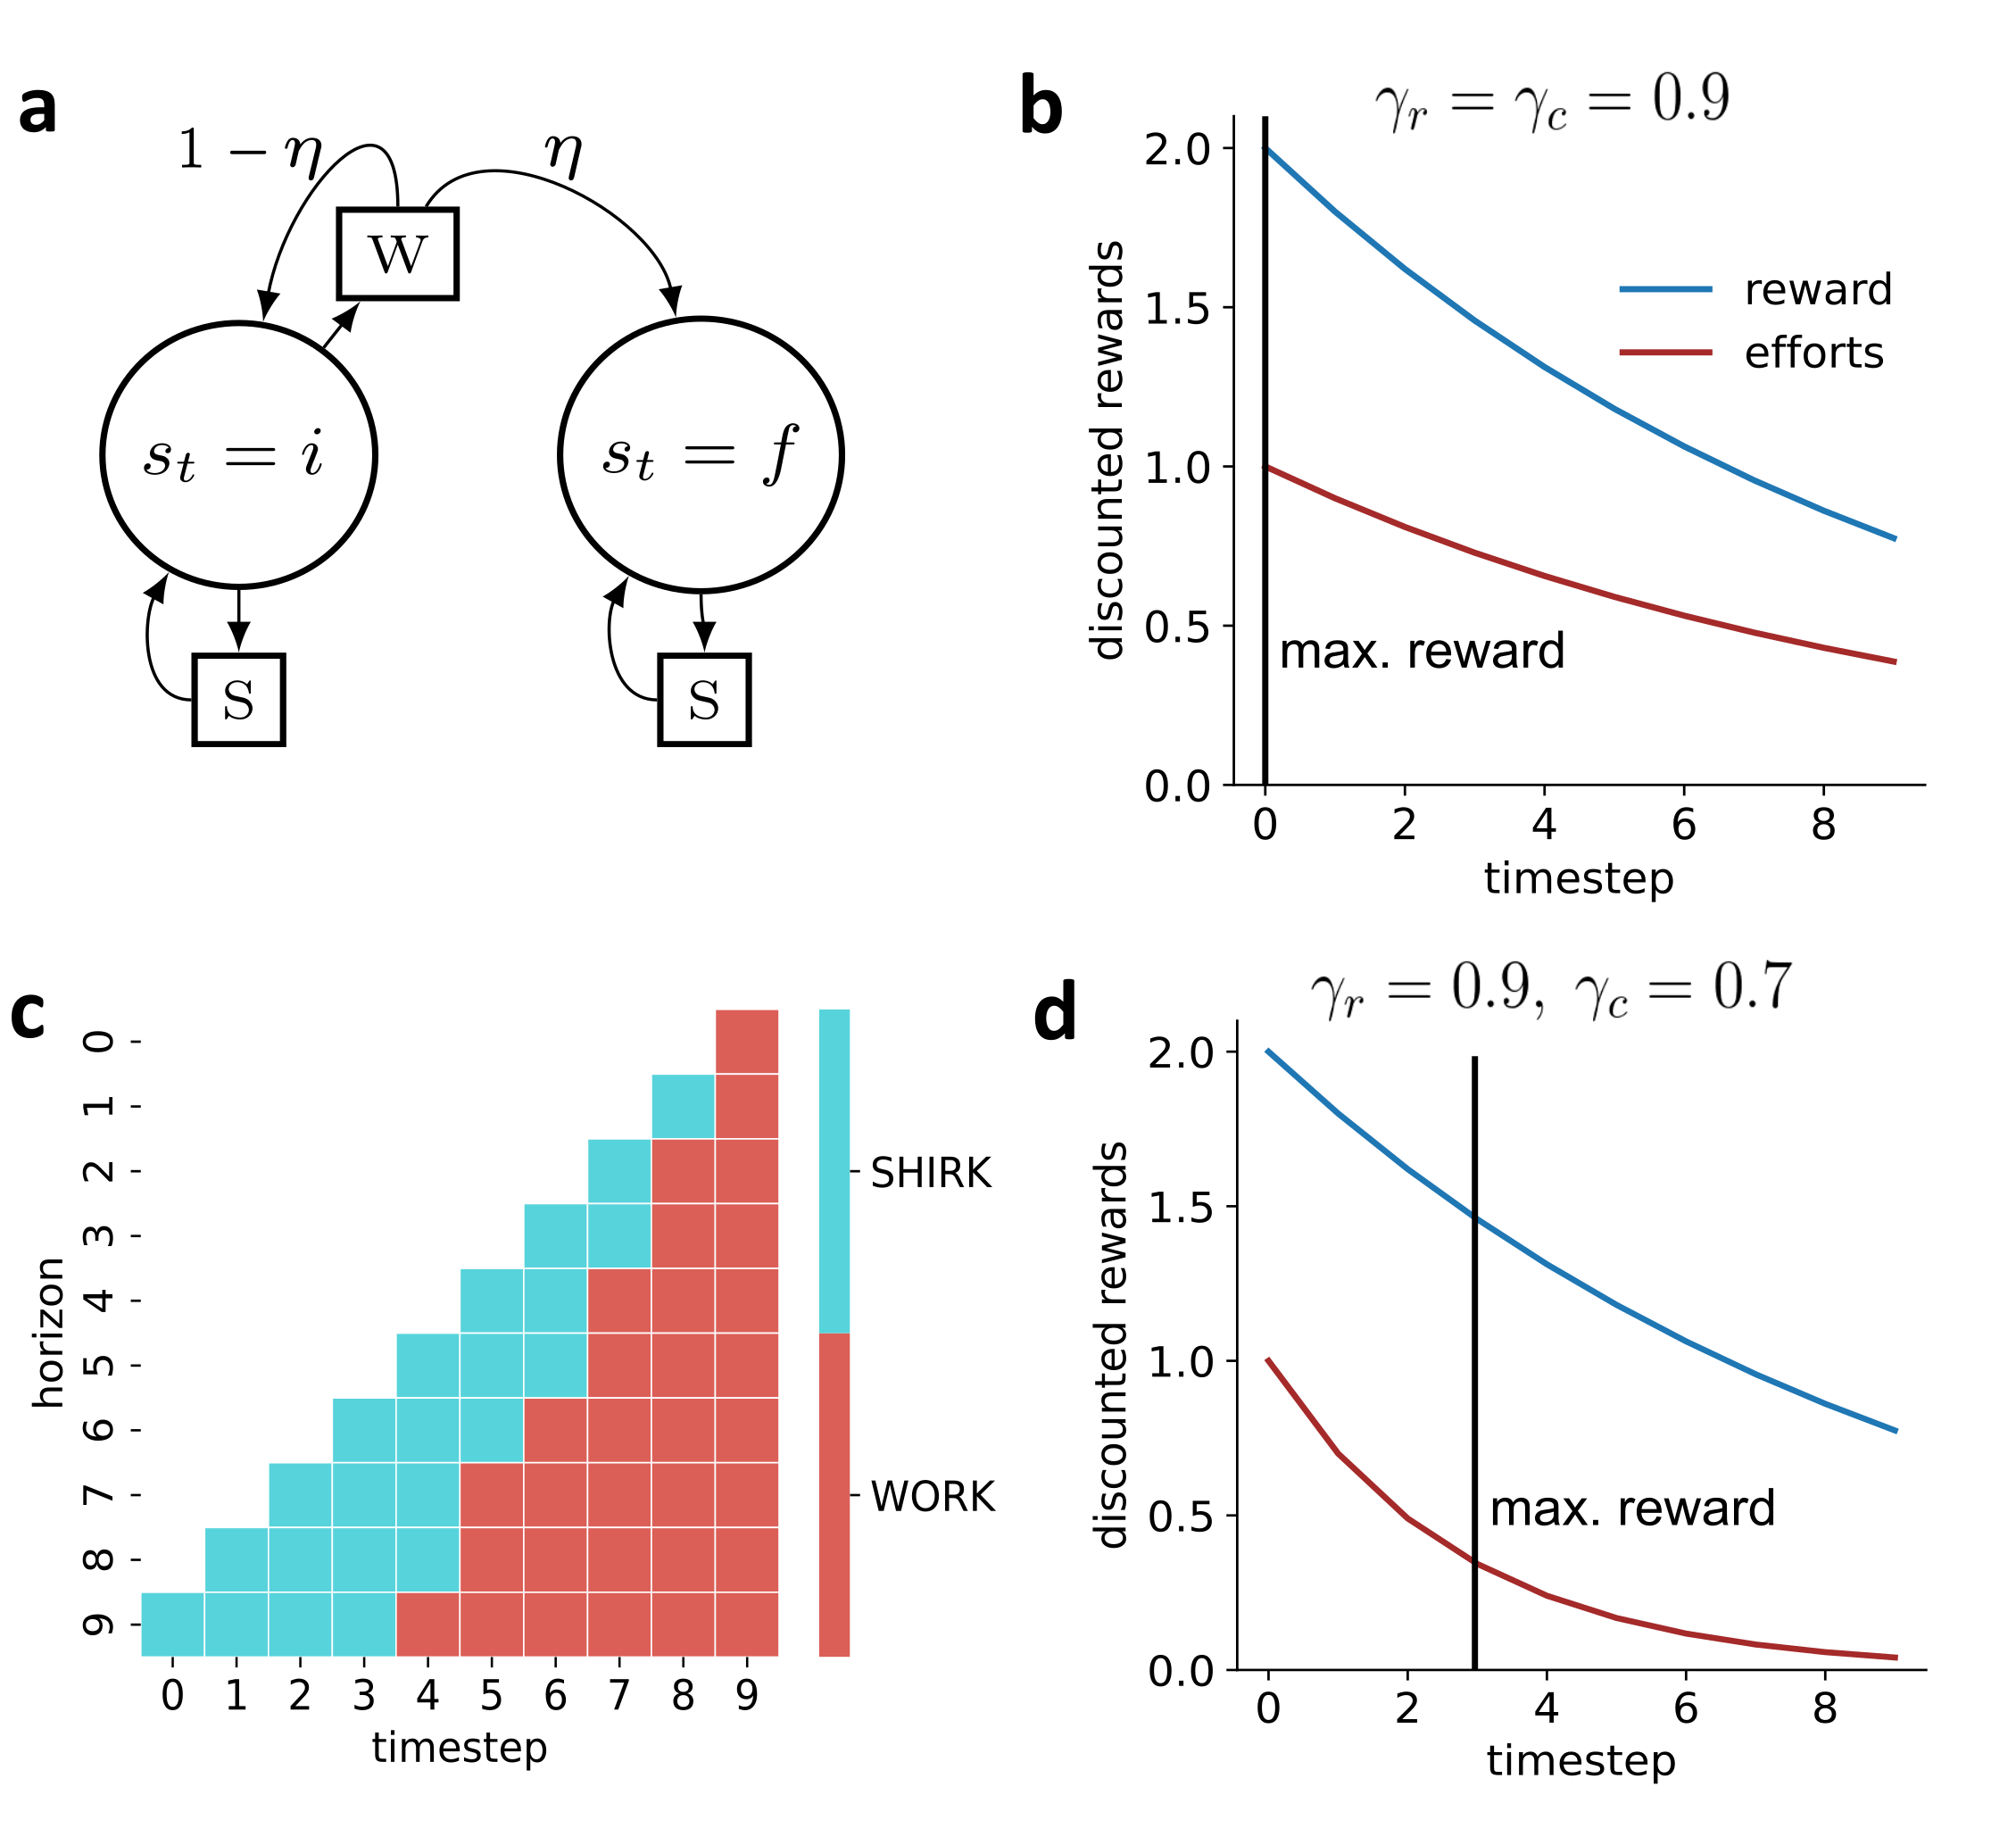 a
1 − η
η
W
s_t = i
s_t = f
S
S
b
γ_r = γ_c = 0.9
discounted rewards
2.0
1.5
1.0
0.5
0.0
reward
efforts
max. reward
0 2 4 6 8
timestep
c
horizon
0
1
2
3
4
5
6
7
8
9
SHIRK
WORK
0 1 2 3 4 5 6 7 8 9
timestep
d
γ_r = 0.9, γ_c = 0.7
discounted rewards
2.0
1.5
1.0
0.5
0.0
max. reward
0 2 4 6 8
timestep